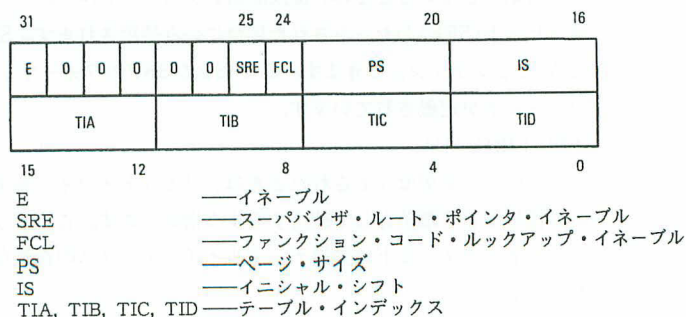 31 25 24 20 16
E 0 0 0 0 0 SRE FCL PS IS
TIA TIB TIC TID
15 12 8 4 0
E ——イネーブル
SRE ——スーパバイザ・ルート・ポインタ・イネーブル
FCL ——ファンクション・コード・ルックアップ・イネーブル
PS ——ページ・サイズ
IS ——イニシャル・シフト
TIA, TIB, TIC, TID ——テーブル・インデックス